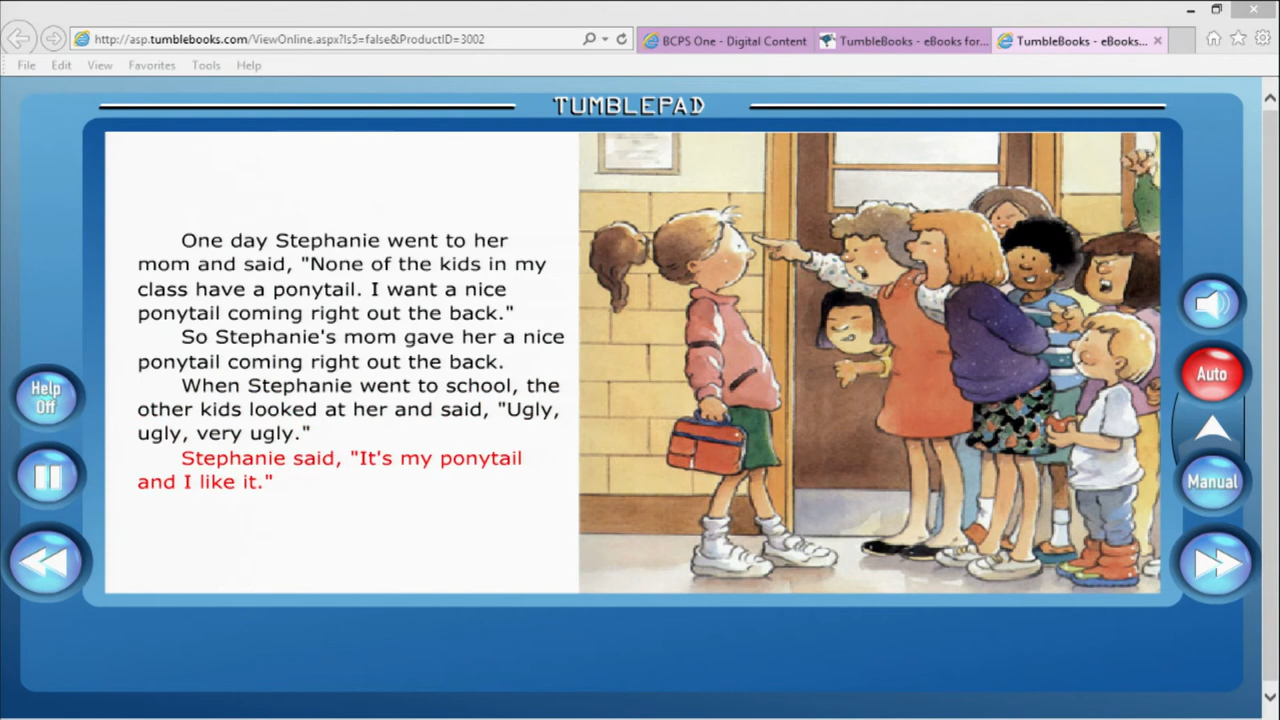 http://asp.tumblebooks.com/ViewOnline.aspx?ls5=false&ProductID=3002
BCPS One - Digital Content
TumbleBooks - eBooks for...
TumbleBooks - eBooks...
File Edit View Favorites Tools Help
TUMBLEPAD
One day Stephanie went to her
mom and said, "None of the kids in my
class have a ponytail. I want a nice
ponytail coming right out the back."
So Stephanie's mom gave her a nice
ponytail coming right out the back.
When Stephanie went to school, the
other kids looked at her and said, "Ugly,
ugly, very ugly."
Stephanie said, "It's my ponytail
and I like it."
Help
Off
Auto
Manual